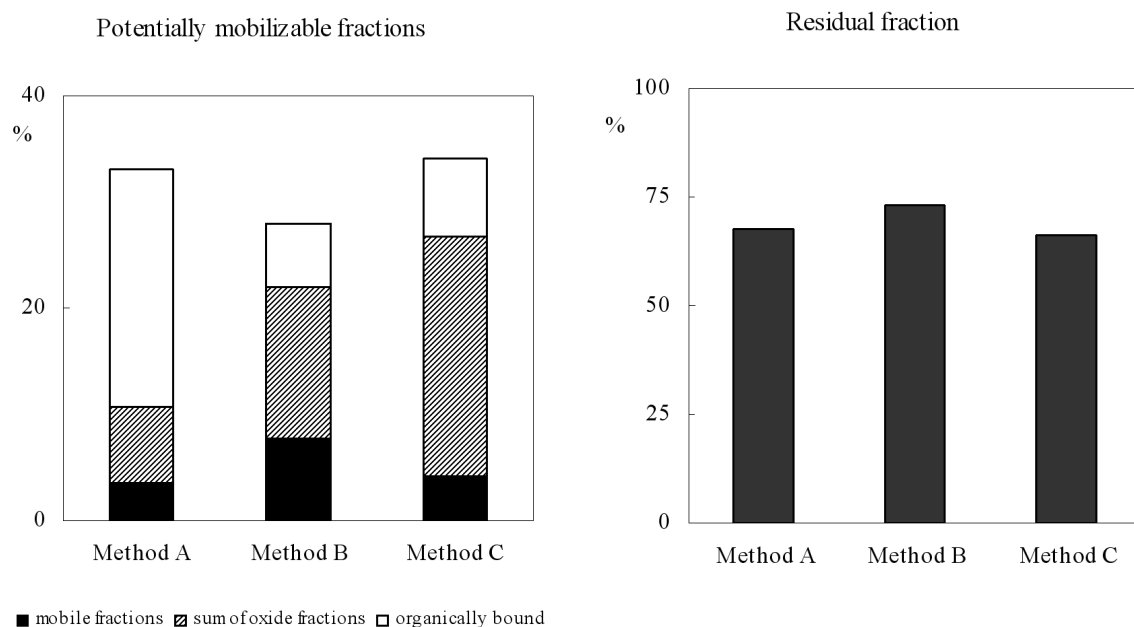 Potentially mobilizable fractions
40
%
20
0
Method A Method B Method C
mobile fractions sum of oxide fractions organically bound
Residual fraction
100
%
75
50
25
0
Method A Method B Method C